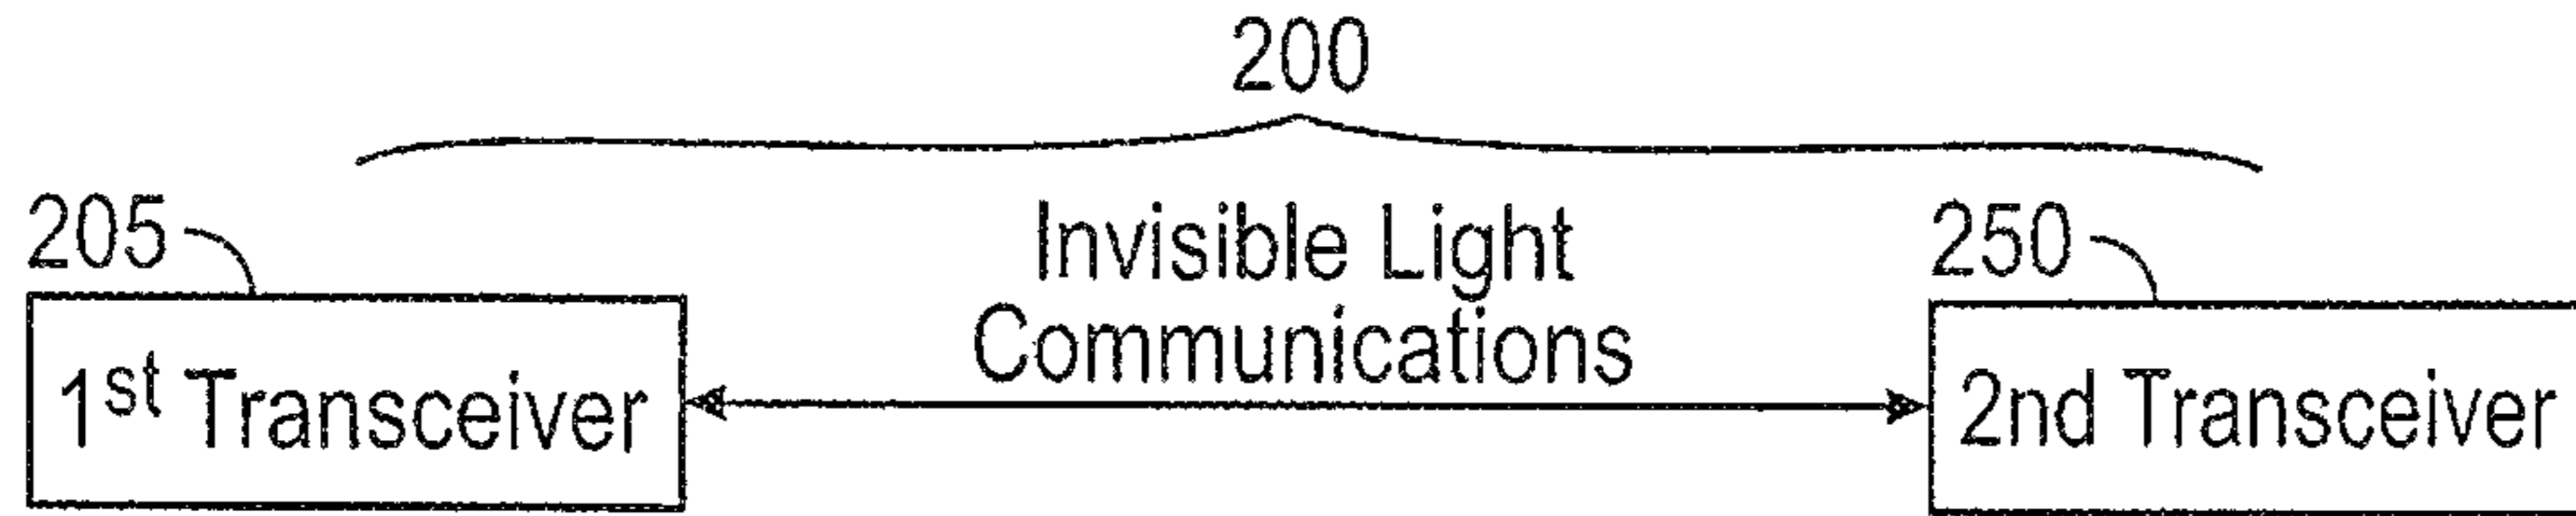 200
205
Invisible Light
250
Communications
1st Transceiver
2nd Transceiver